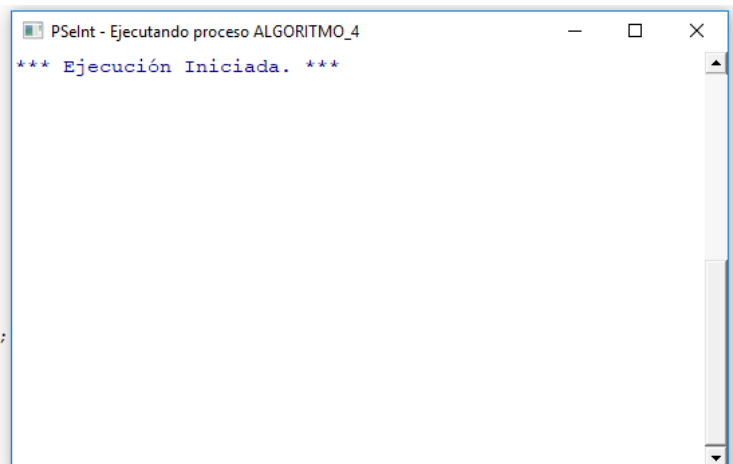 PSeInt - Ejecutando proceso ALGORITMO_4
*** Ejecución Iniciada. ***
;